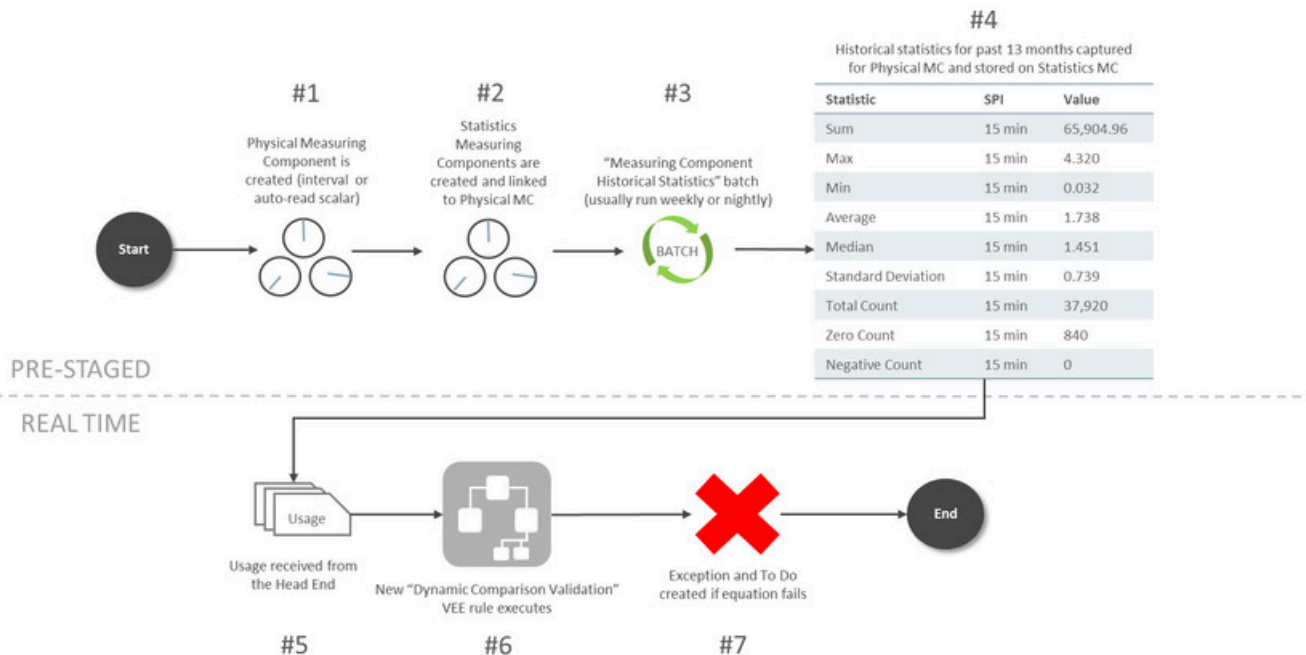 #4
Historical statistics for past 13 months captured
for Physical MC and stored on Statistics MC
#1
Physical Measuring
Component is
created (interval or
auto-read scalar)
#2
Statistics
Measuring
Components are
created and linked
to Physical MC
#3
"Measuring Component
Historical Statistics" batch
(usually run weekly or nightly)
Start
BATCH
Statistic SPI Value
Sum 15 min 65,904.96
Max 15 min 4.320
Min 15 min 0.032
Average 15 min 1.738
Median 15 min 1.451
Standard Deviation 15 min 0.739
Total Count 15 min 37,920
Zero Count 15 min 840
Negative Count 15 min 0
PRE-STAGED
REAL TIME
Usage
End
Usage received from
the Head End
New "Dynamic Comparison Validation"
VEE rule executes
Exception and To Do
created if equation fails
#5
#6
#7